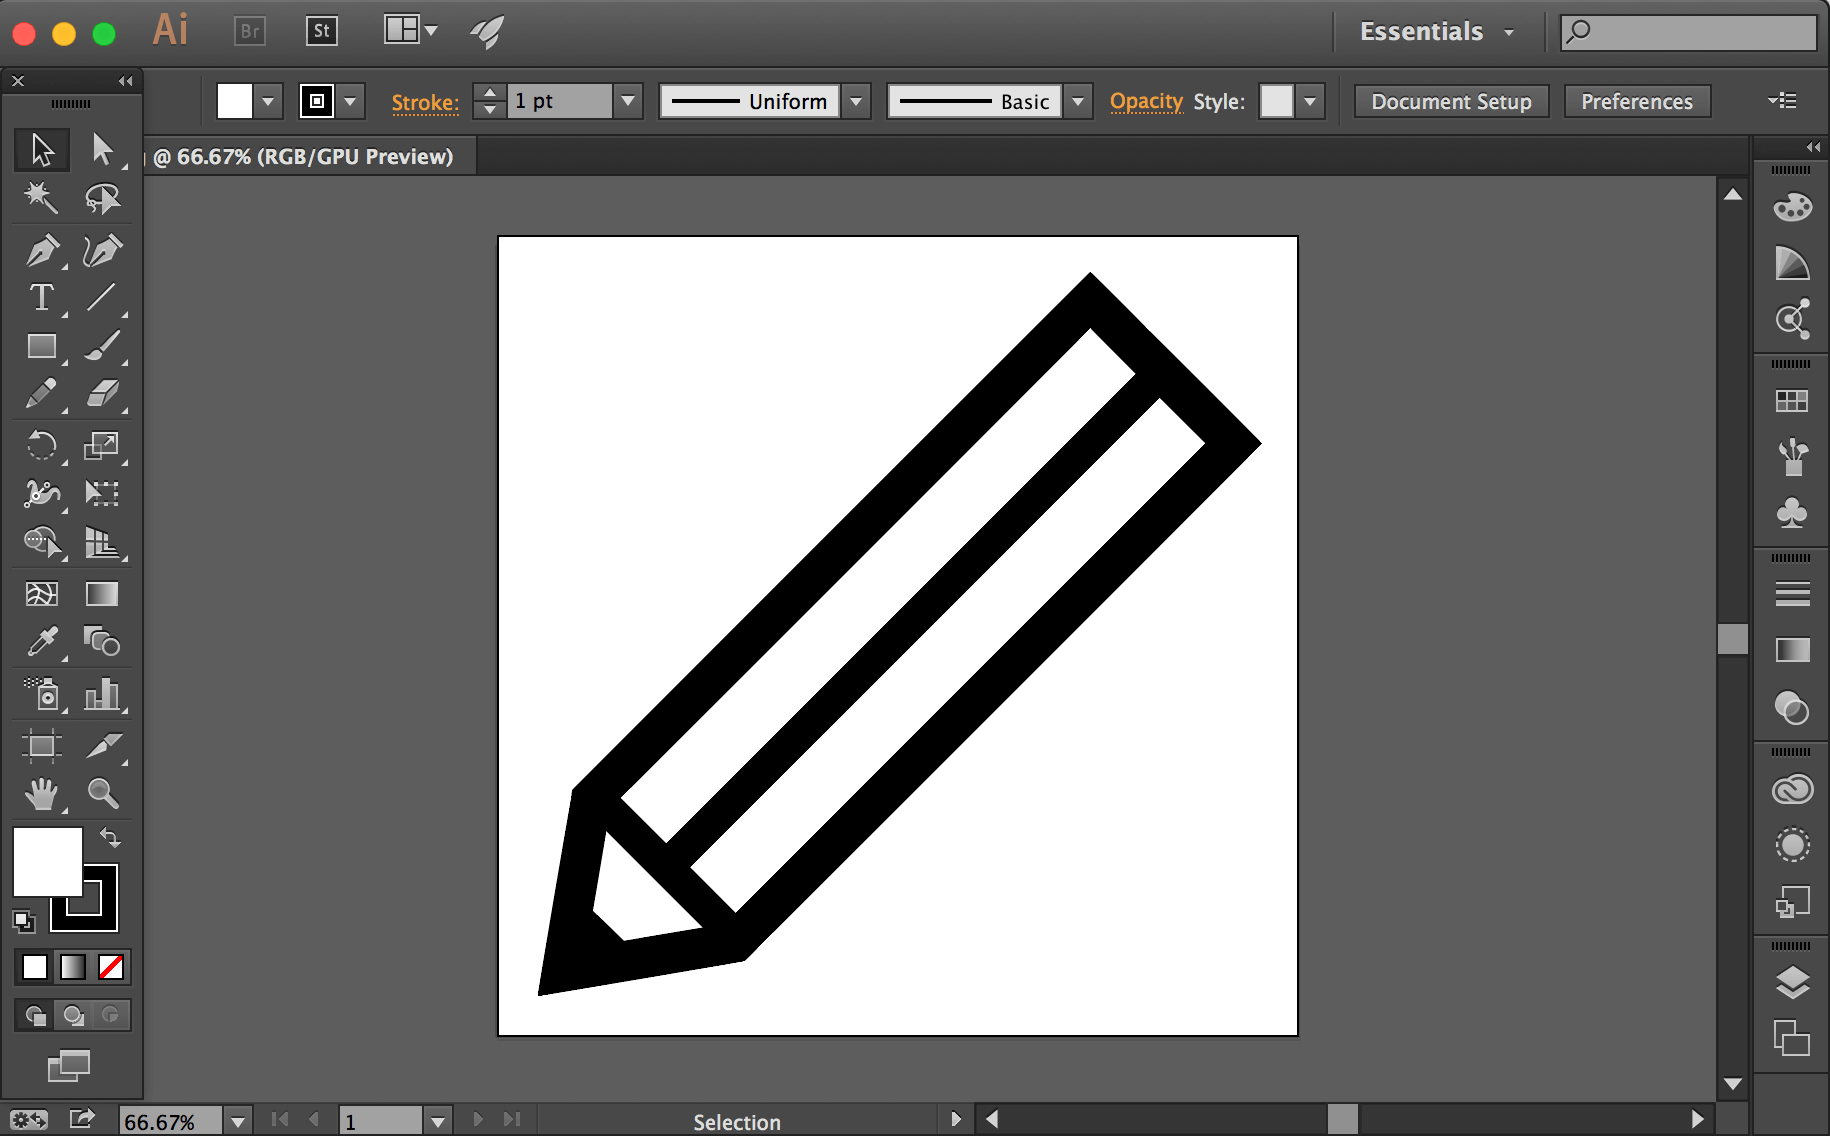 Ai Br St Essentials
Stroke: 1 pt Uniform Basic Opacity Style: Document Setup Preferences
@ 66.67% (RGB/GPU Preview)
T
66.67% 1 Selection